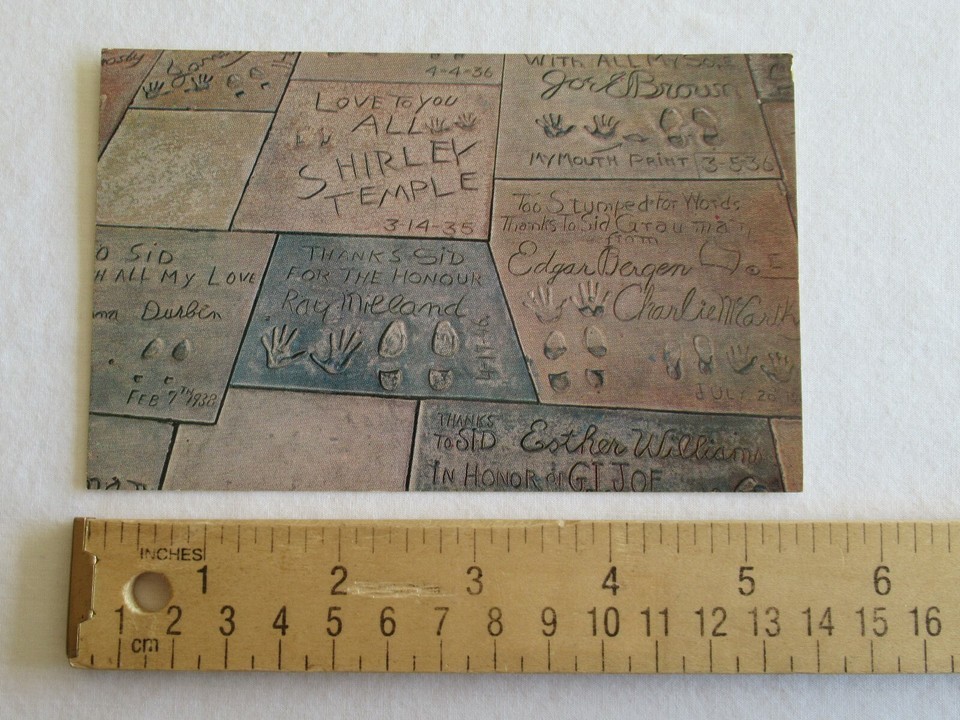 4-4-36
LOVE TO YOU
ALL
SHIRLEY
TEMPLE
3-14-35
WITH ALL MY
Joe E Brown
MY MOUTH PRINT 3-5-36
Too Stumped For Words
Thanks To Sid Grauman
from
Edgar Bergen
Charlie McCarth
JULY 20
O SID
H ALL MY LOVE
na Durbin
FEB 7TH 1938
THANKS SID
FOR THE HONOUR
Ray Milland
THANKS
TO SID Esther Williams
IN HONOR of G.I. JOE
INCHES
1 2 3 4 5 6
1 2 3 4 5 6 7 8 9 10 11 12 13 14 15 16
cm